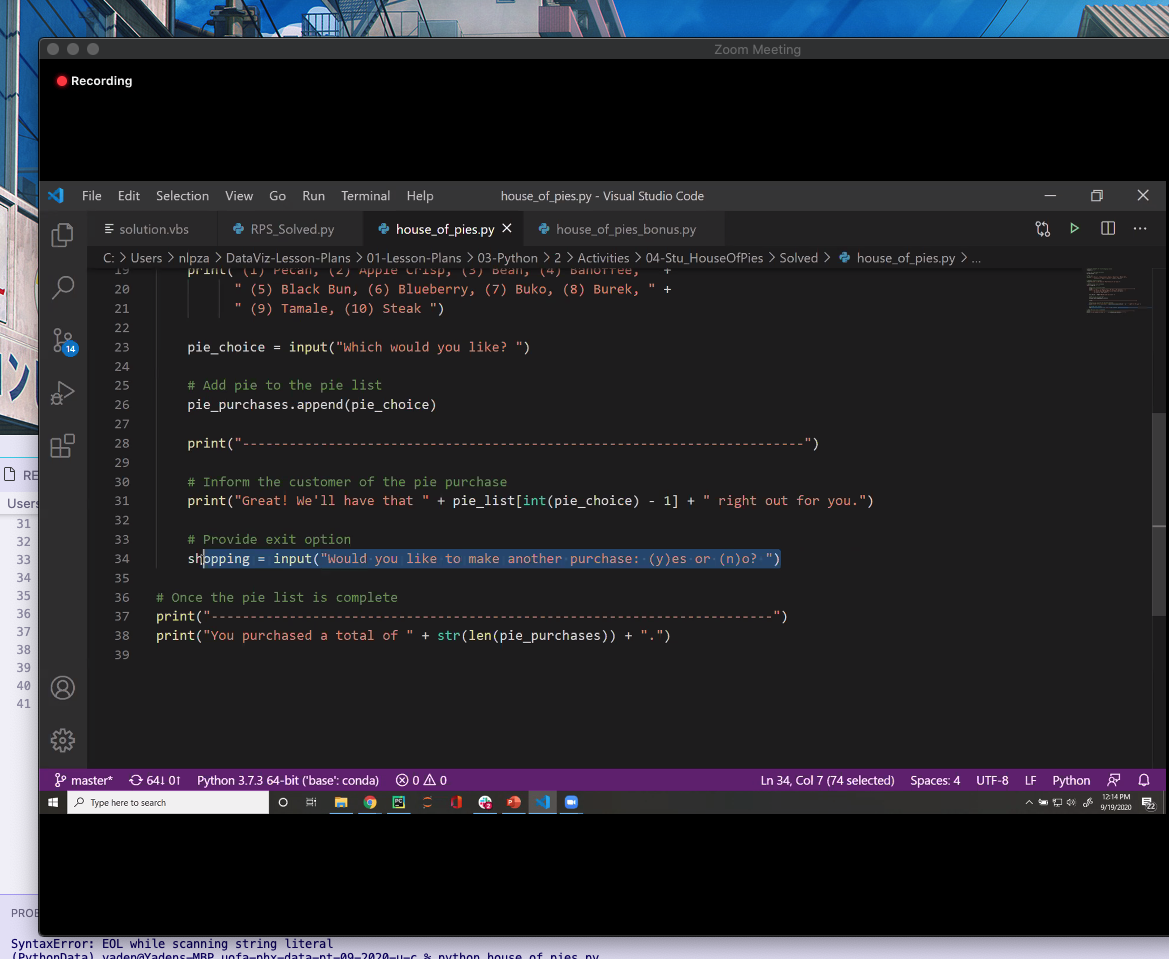 Zoom Meeting
Recording
File Edit Selection View Go Run Terminal Help house_of_pies.py - Visual Studio Code
solution.vbs RPS_Solved.py house_of_pies.py house_of_pies_bonus.py
C: > Users > nlpza > DataViz-Lesson-Plans > 01-Lesson-Plans > 03-Python > 2 > Activities > 04-Stu_HouseOfPies > Solved > house_of_pies.py > ...
19 print(" (1) Pecan, (2) Apple Crisp, (3) Bean, (4) Banoffee, " +
20 " (5) Black Bun, (6) Blueberry, (7) Buko, (8) Burek, " +
21 " (9) Tamale, (10) Steak ")
22
23 pie_choice = input("Which would you like? ")
24
25 # Add pie to the pie list
26 pie_purchases.append(pie_choice)
27
28 print("------------------------------------------------------------------------")
29
30 # Inform the customer of the pie purchase
31 print("Great! We'll have that " + pie_list[int(pie_choice) - 1] + " right out for you.")
32
33 # Provide exit option
34 shopping = input("Would you like to make another purchase: (y)es or (n)o? ")
35
36 # Once the pie list is complete
37 print("------------------------------------------------------------------------")
38 print("You purchased a total of " + str(len(pie_purchases)) + ".")
39
14
RE
Users
31
32
33
34
35
36
37
38
39
40
41
master* 64↓ 0↑ Python 3.7.3 64-bit ('base': conda) 0 0 Ln 34, Col 7 (74 selected) Spaces: 4 UTF-8 LF Python
Type here to search
12:14 PM
9/19/2020
22
PROB
SyntaxError: EOL while scanning string literal
(PythonData) yaden@Yadens-MBP uofa-phx-data-pt-09-2020-u-c % python house_of_pies.py